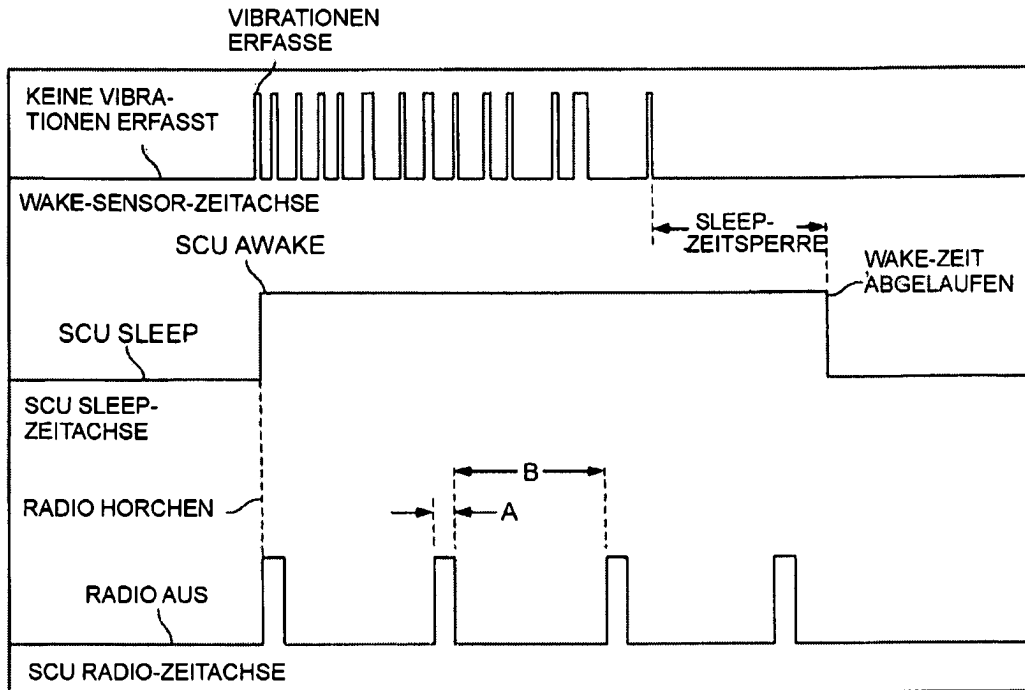 VIBRATIONEN
ERFASSE
KEINE VIBRA-
TIONEN ERFASST
WAKE-SENSOR-ZEITACHSE
SLEEP-
ZEITSPERRE
SCU AWAKE
WAKE-ZEIT
ABGELAUFEN
SCU SLEEP
SCU SLEEP-
ZEITACHSE
B
RADIO HORCHEN
A
RADIO AUS
SCU RADIO-ZEITACHSE